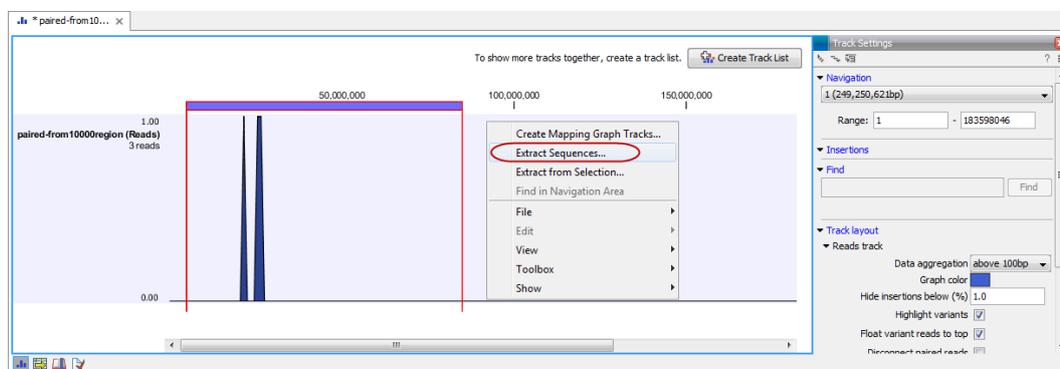 * paired-from10...
To show more tracks together, create a track list.
Create Track List
50,000,000
100,000,000
150,000,000
1.00
paired-from10000region (Reads)
3 reads
0.00
Create Mapping Graph Tracks...
Extract Sequences...
Extract from Selection...
Find in Navigation Area
File
Edit
View
Toolbox
Show
Track Settings
?
Navigation
1 (249,250,621bp)
Range: 1 - 183598046
Insertions
Find
Find
Track layout
Reads track
Data aggregation above 100bp
Graph color
Hide insertions below (%) 1.0
Highlight variants
Float variant reads to top
Disconnect paired reads